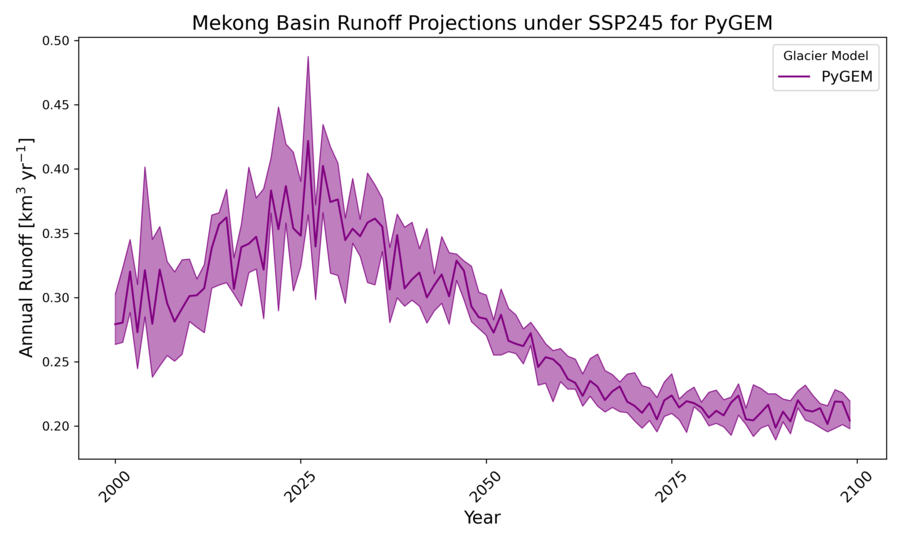 Mekong Basin Runoff Projections under SSP245 for PyGEM
Glacier Model
PyGEM
Annual Runoff [km³ yr⁻¹]
0.50
0.45
0.40
0.35
0.30
0.25
0.20
2000 2025 2050 2075 2100
Year